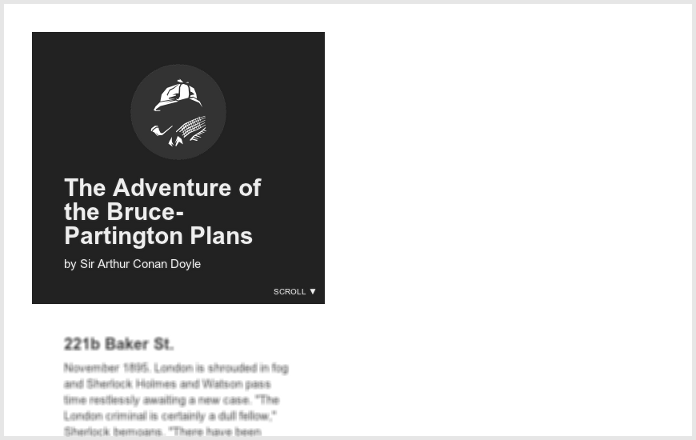 The Adventure of
the Bruce-
Partington Plans
by Sir Arthur Conan Doyle
SCROLL ▼
221b Baker St.
November 1895. London is shrouded in fog
and Sherlock Holmes and Watson pass
time restlessly awaiting a new case. "The
London criminal is certainly a dull fellow,"
Sherlock bemoans. "There have been